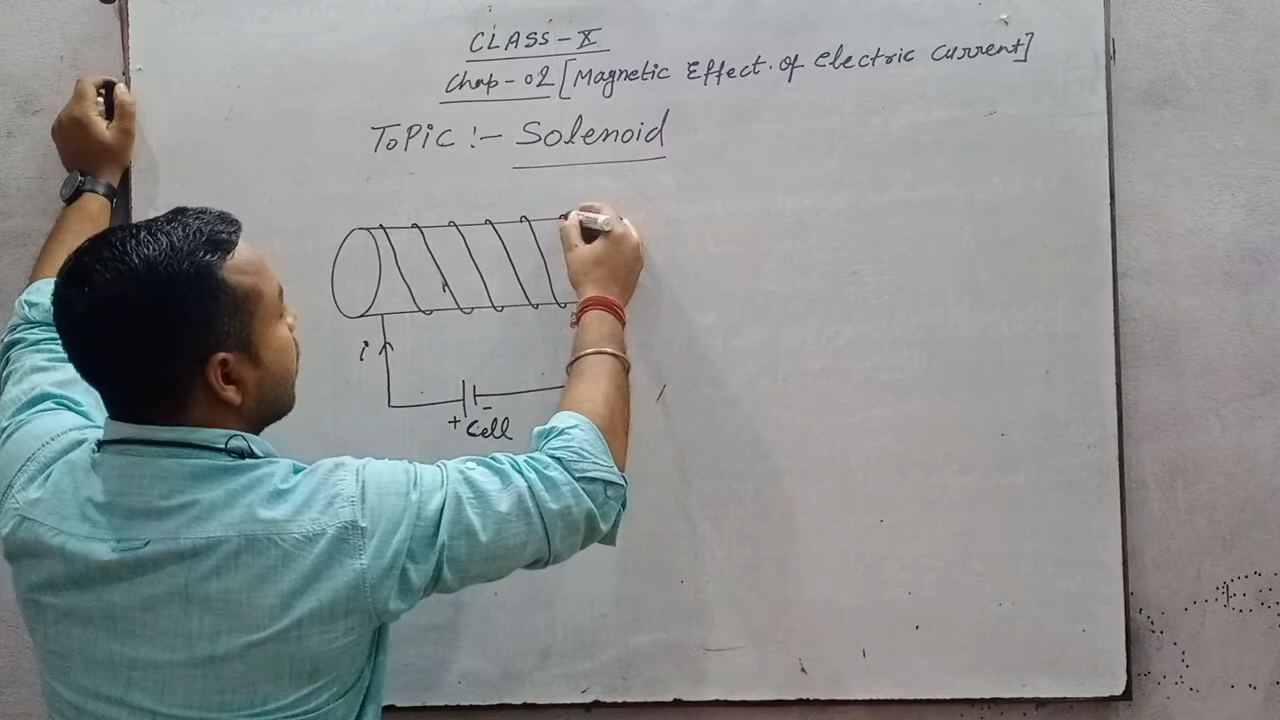 CLASS-X
Chap-02 [Magnetic Effect. of electric current]
ToPiC :- Solenoid
i
+ -
Cell